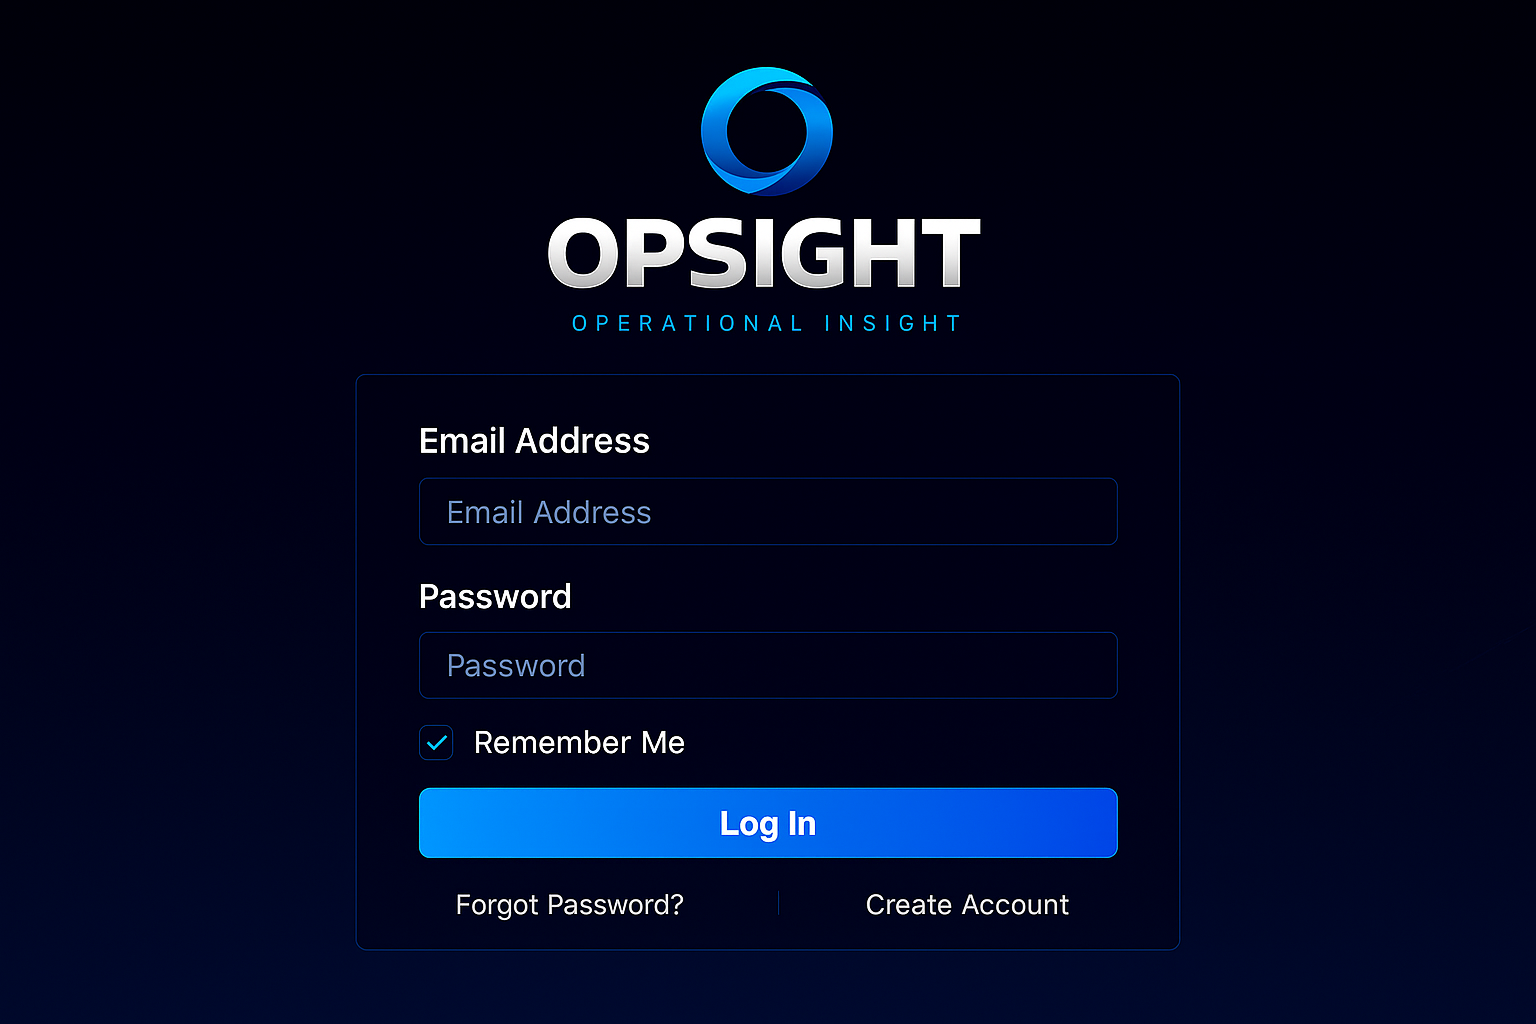 OPSIGHT
OPERATIONAL INSIGHT
Email Address
Email Address
Password
Password
Remember Me
Log In
Forgot Password?
Create Account